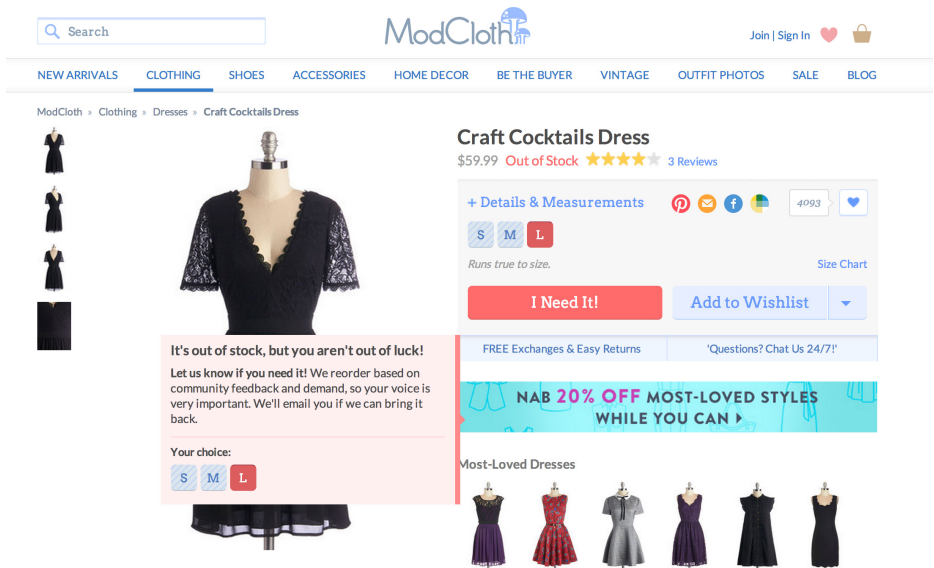 Search
ModCloth
Join | Sign In
NEW ARRIVALS CLOTHING SHOES ACCESSORIES HOME DECOR BE THE BUYER VINTAGE OUTFIT PHOTOS SALE BLOG
ModCloth » Clothing » Dresses » Craft Cocktails Dress
Craft Cocktails Dress
$59.99 Out of Stock 3 Reviews
+ Details & Measurements 4093
S M L
Runs true to size. Size Chart
I Need It! Add to Wishlist
FREE Exchanges & Easy Returns 'Questions? Chat Us 24/7!'
It's out of stock, but you aren't out of luck!
Let us know if you need it! We reorder based on
community feedback and demand, so your voice is
very important. We'll email you if we can bring it
back.
Your choice:
S M L
NAB 20% OFF MOST-LOVED STYLES
WHILE YOU CAN
Most-Loved Dresses